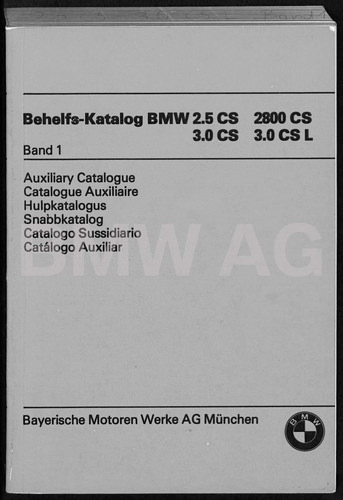 Behelfs-Katalog BMW 2.5 CS 2800 CS
3.0 CS 3.0 CS L
Band 1
Auxiliary Catalogue
Catalogue Auxiliaire
Hulpkatalogus
Snabbkatalog
Catalogo Sussidiario
Catálogo Auxiliar
BMW AG
Bayerische Motoren Werke AG München
BMW